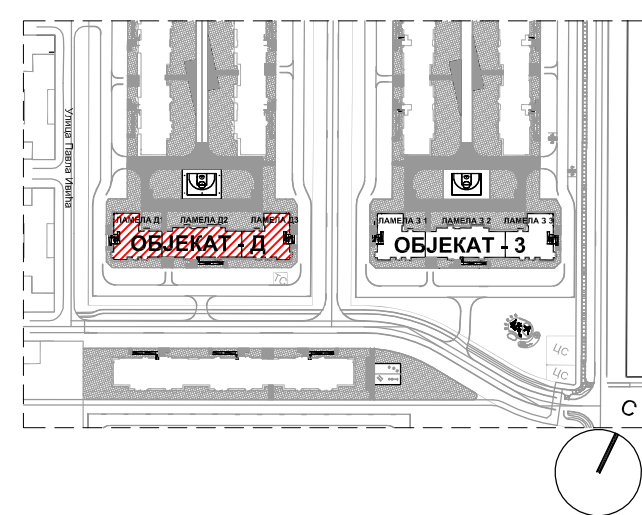 Улица Павла Ивића
ЛАМЕЛА Д1 ЛАМЕЛА Д2 ЛАМЕЛА Д3
ОБЈЕКАТ - Д
ТС
ЛАМЕЛА З 1 ЛАМЕЛА З 2 ЛАМЕЛА З 3
ОБЈЕКАТ - З
ЦС
ЦС
С